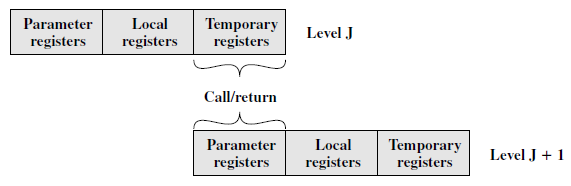 Parameter registers
Local registers
Temporary registers
Level J
Call/return
Parameter registers
Local registers
Temporary registers
Level J + 1